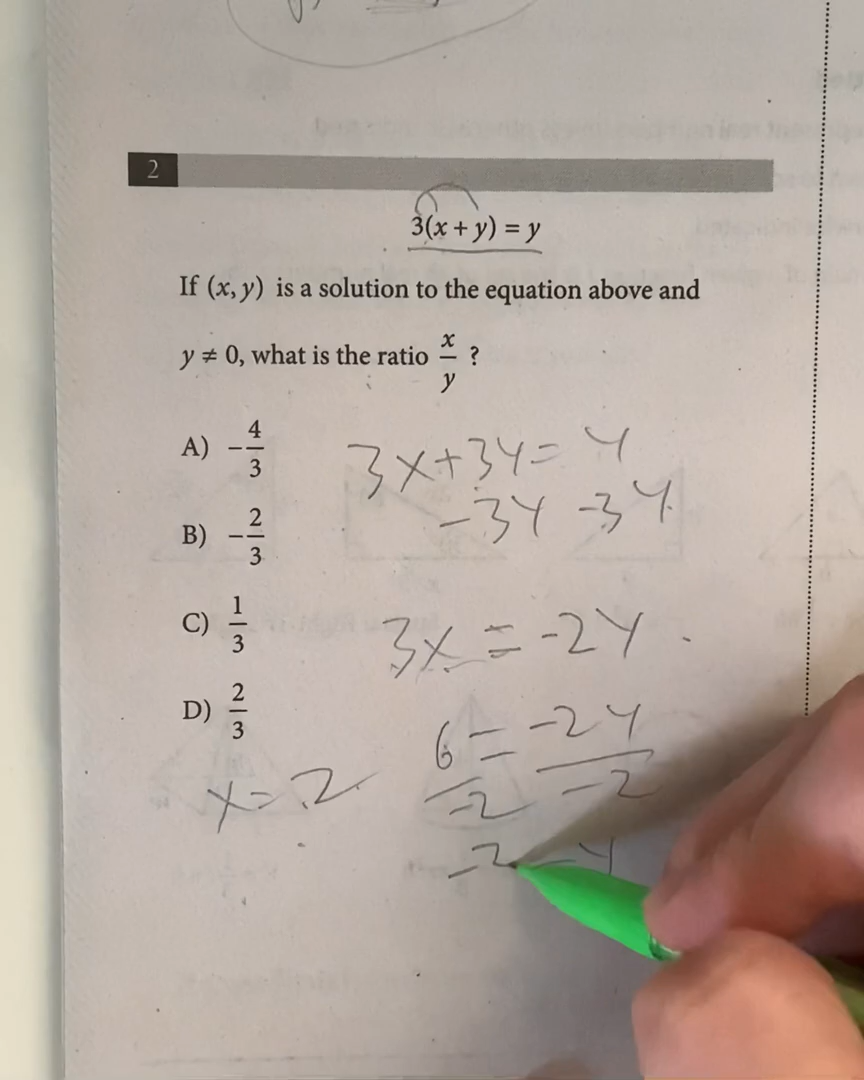 2
3(x + y) = y
If (x, y) is a solution to the equation above and
y ≠ 0, what is the ratio x/y ?
A) -4/3
B) -2/3
C) 1/3
D) 2/3
3x+3y= y
-3y -3y
3x = -2y
x=2
6 = -2y
-2 -2
y